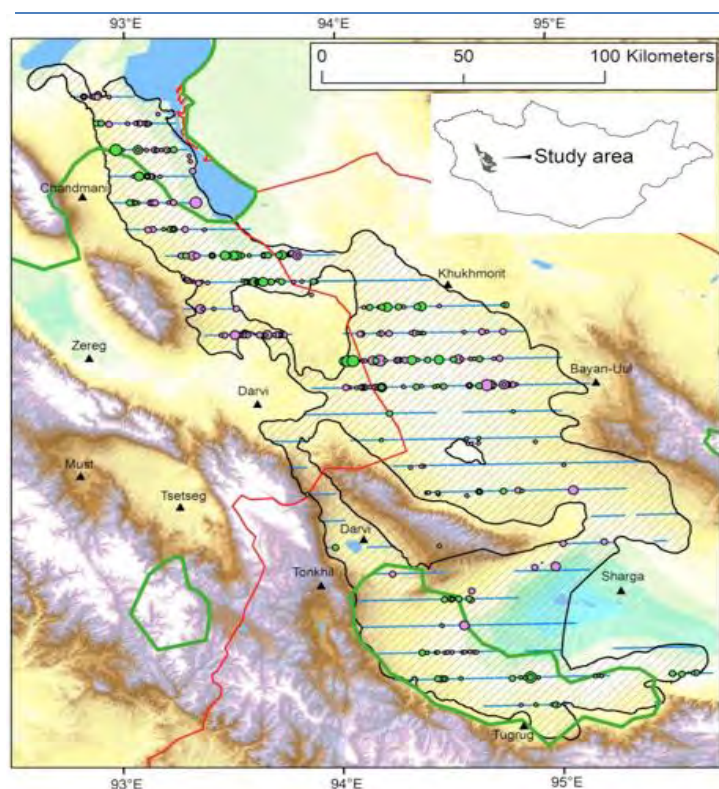 93°E 94°E 95°E
0 50 100 Kilometers
Study area
Chandmani
Khukhmorit
Zereg
Bayan-Uul
Darvi
Must
Tsetseg
Darvi
Tonkhil
Sharga
Tugrug
93°E 94°E 95°E